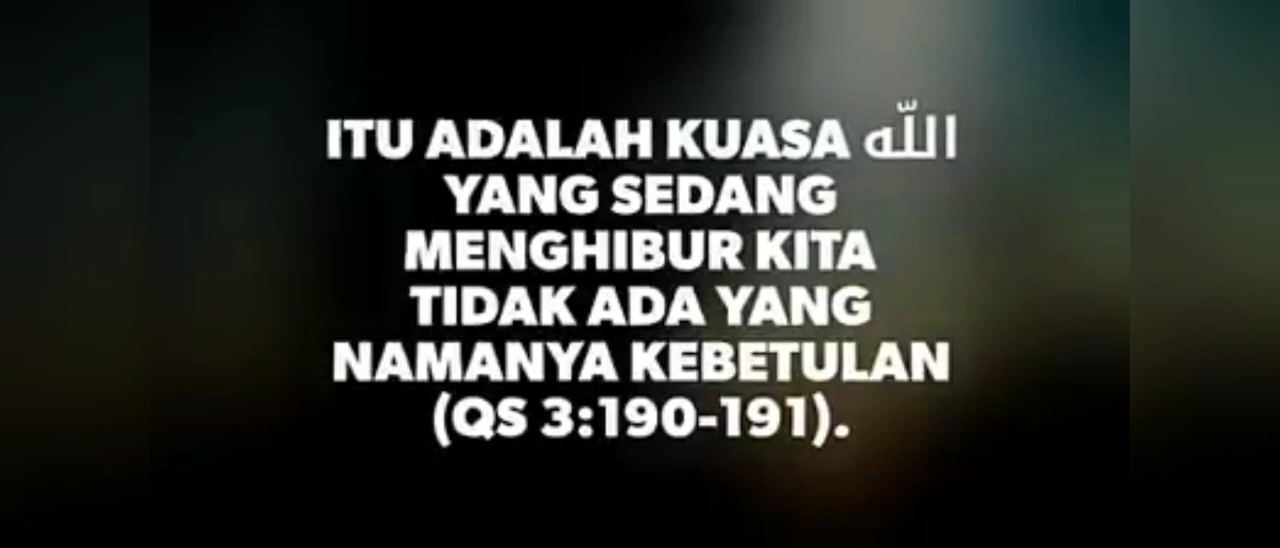 ITU ADALAH KUASA اللّه
YANG SEDANG
MENGHIBUR KITA
TIDAK ADA YANG
NAMANYA KEBETULAN
(QS 3:190-191).